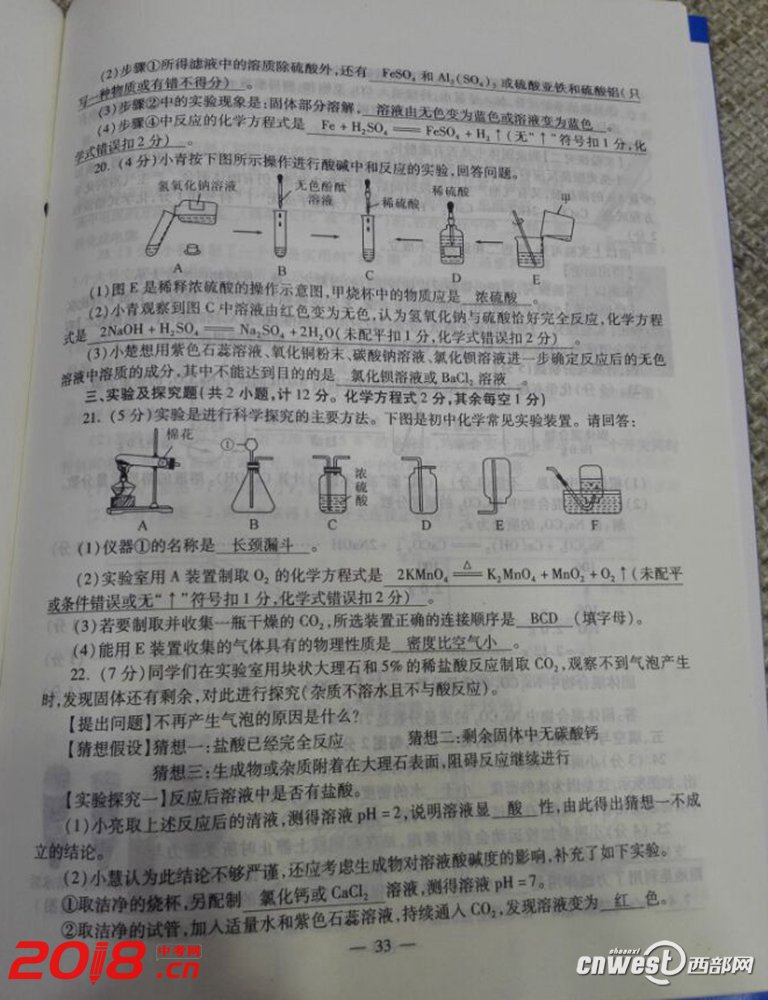 (2)步骤①所得滤液中的溶质除硫酸外,还有 FeSO₄ 和 Al₂(SO₄)₃ 或硫酸亚铁和硫酸铝(只
写一种物质或有错不得分) 。
(3)步骤②中的实验现象是:固体部分溶解, 溶液由无色变为蓝色或溶液变为蓝色 。
(4)步骤④中反应的化学方程式是 Fe + H₂SO₄ ══ FeSO₄ + H₂↑(无“↑”符号扣1分,化
学式错误扣2分) 。
20. (4分)小青按下图所示操作进行酸碱中和反应的实验,回答问题。
氢氧化钠溶液 无色酚酞溶液 稀硫酸 稀硫酸 甲
A B C D E
(1)图E是稀释浓硫酸的操作示意图,甲烧杯中的物质应是 浓硫酸 。
(2)小青观察到图C中溶液由红色变为无色,认为氢氧化钠与硫酸恰好完全反应,化学方程
式是 2NaOH + H₂SO₄ ══ Na₂SO₄ + 2H₂O(未配平扣1分,化学式错误扣2分) 。
(3)小楚想用紫色石蕊溶液、氧化铜粉末、碳酸钠溶液、氯化钡溶液进一步确定反应后的无色
溶液中溶质的成分,其中不能达到目的的是 氯化钡溶液或 BaCl₂ 溶液 。
三、实验及探究题(共2小题,计12分。化学方程式2分,其余每空1分)
21. (5分)实验是进行科学探究的主要方法。下图是初中化学常见实验装置。请回答:
棉花 ① 浓硫酸
A B C D E F
(1)仪器①的名称是 长颈漏斗 。
(2)实验室用A装置制取O₂的化学方程式是 2KMnO₄ ══△ K₂MnO₄ + MnO₂ + O₂↑(未配平
或条件错误或无“↑”符号扣1分,化学式错误扣2分) 。
(3)若要制取并收集一瓶干燥的CO₂,所选装置正确的连接顺序是 BCD (填字母)。
(4)能用E装置收集的气体具有的物理性质是 密度比空气小 。
22. (7分)同学们在实验室用块状大理石和5%的稀盐酸反应制取CO₂,观察不到气泡产生
时,发现固体还有剩余,对此进行探究(杂质不溶水且不与酸反应)。
【提出问题】不再产生气泡的原因是什么?
【猜想假设】猜想一:盐酸已经完全反应 猜想二:剩余固体中无碳酸钙
猜想三:生成物或杂质附着在大理石表面,阻碍反应继续进行
【实验探究一】反应后溶液中是否有盐酸。
(1)小亮取上述反应后的清液,测得溶液pH=2,说明溶液显 酸 性,由此得出猜想一不成
立的结论。
(2)小慧认为此结论不够严谨,还应考虑生成物对溶液酸碱度的影响,补充了如下实验。
①取洁净的烧杯,另配制 氯化钙或 CaCl₂ 溶液,测得溶液pH=7。
②取洁净的试管,加入适量水和紫色石蕊溶液,持续通入CO₂,发现溶液变为 红 色。
— 33 —
2018 中考网 .cn
shaanxi cnwest 西部网